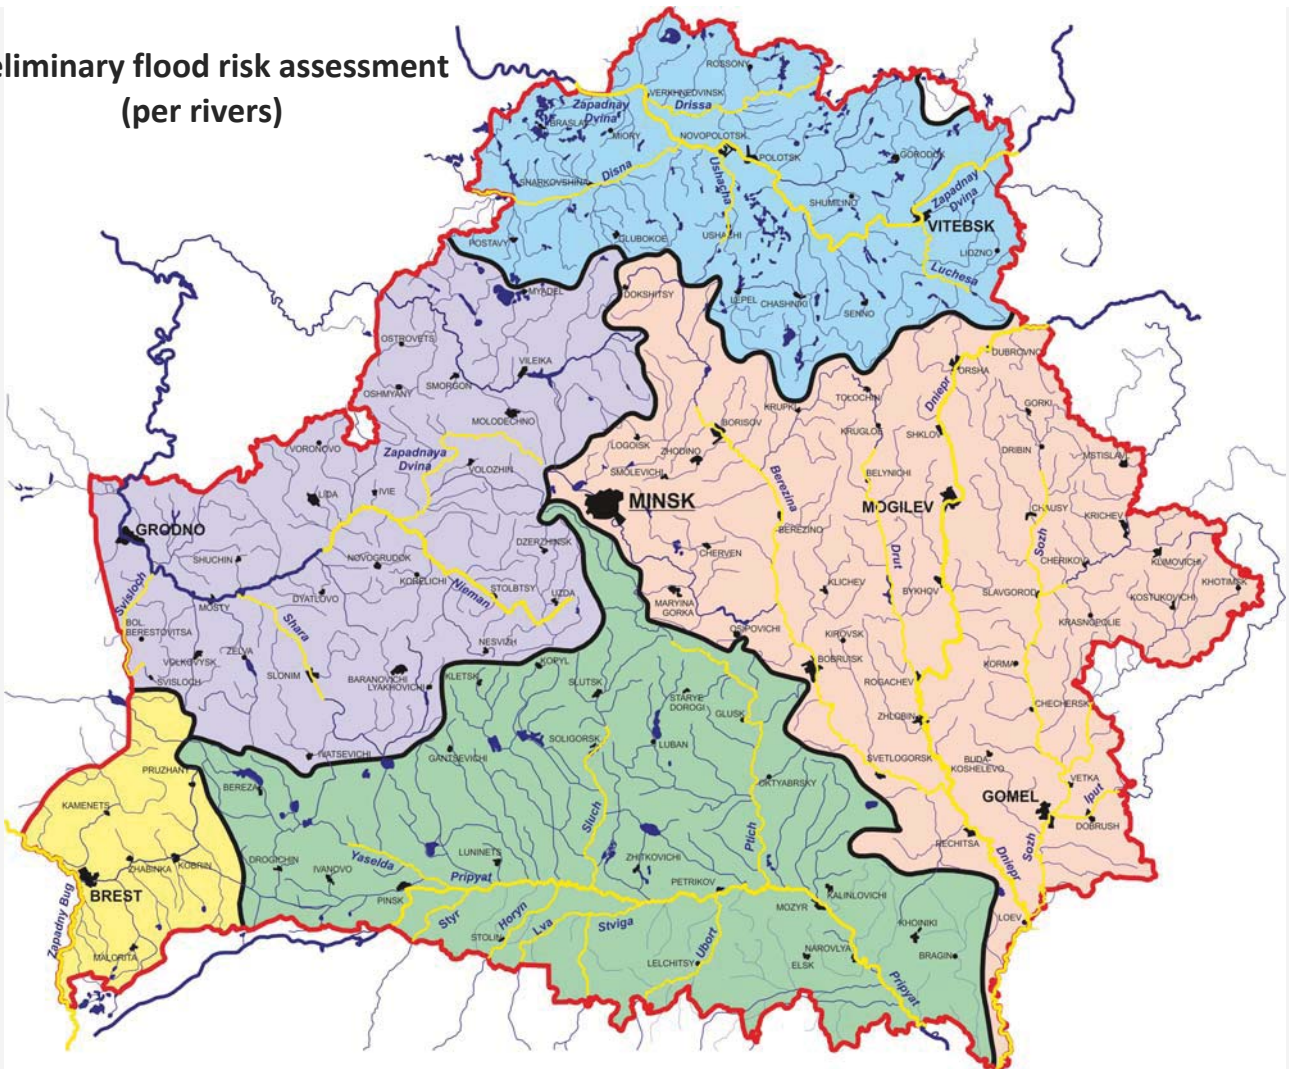 eliminary flood risk assessment
(per rivers)
ROSSONY
VERKHNEDVINSK
Zapadnay
Dvina
Drissa
BRASLAV
MIORY
NOVOPOLOTSK
POLOTSK
GORODOK
SHARKOVSHINA
Disna
Ushacha
SHUMILINO
Zapadnay
Dvina
VITEBSK
POSTAVY
GLUBOKOE
USHACHI
LIOZNO
Luchesa
MYADEL
DOKSHITSY
LEPEL
CHASHNIKI
SENNO
OSTROVETS
DUBROVNO
VILEIKA
ORSHA
OSHMYANY
SMORGON
Dniepr
TOLOCHIN
KRUPKI
GORKI
MOLODECHNO
BORISOV
KRUGLOE
SHKLOV
VORONOVO
Zapadnaya
Dvina
LOGOISK
ZHODINO
DRIBIN
MSTISLAV
VOLOZHIN
SMOLEVICHI
Berezina
BELYNICHI
LIDA
IVIE
MINSK
MOGILEV
CHAUSY
KRICHEV
GRODNO
BEREZINO
Sozh
SHUCHIN
NOVOGRUDOK
DZERZHINSK
CHERVEN
Drut
CHERIKOV
KLIMOVICHI
KORELICHI
Nieman
STOLBTSY
UZDA
KLICHEV
BYKHOV
SLAVGOROD
KHOTIMSK
Svisloch
MOSTY
DYATLOVO
MARYINA
GORKA
KOSTUKOVICHI
BOL.
BERESTOVITSA
Shara
OSIPOVICHI
KIROVSK
KRASNOPOLIE
ZELVA
NESVIZH
VOLKOVYSK
KOPYL
BOBRUISK
KORMA
SVISLOCH
SLONIM
BARANOVICHI
LYAKHOVICHI
KLETSK
SLUTSK
STARYE
DOROGI
ROGACHEV
GLUSK
ZHLOBIN
CHECHERSK
SOLIGORSK
LUBAN
IVATSEVICHI
GANTSEVICHI
SVETLOGORSK
BUDA-
KOSHELEVO
PRUZHANY
BEREZA
OKTYABRSKY
VETKA
KAMENETS
GOMEL
Iput
Sluch
DOBRUSH
Ptich
RECHITSA
Sozh
ZHABINKA
KOBRIN
DROGICHIN
IVANOVO
Yaselda
LUNINETS
ZHITKOVICHI
Dniepr
BREST
Pripyat
PETRIKOV
KALINLOVICHI
PINSK
MOZYR
Zapadny Bug
Styr
Horyn
Lva
Stviga
LOEV
KHOINIKI
STOLIN
Ubort
NAROVLYA
MALORITA
LELCHITSY
ELSK
BRAGIN
Pripyat